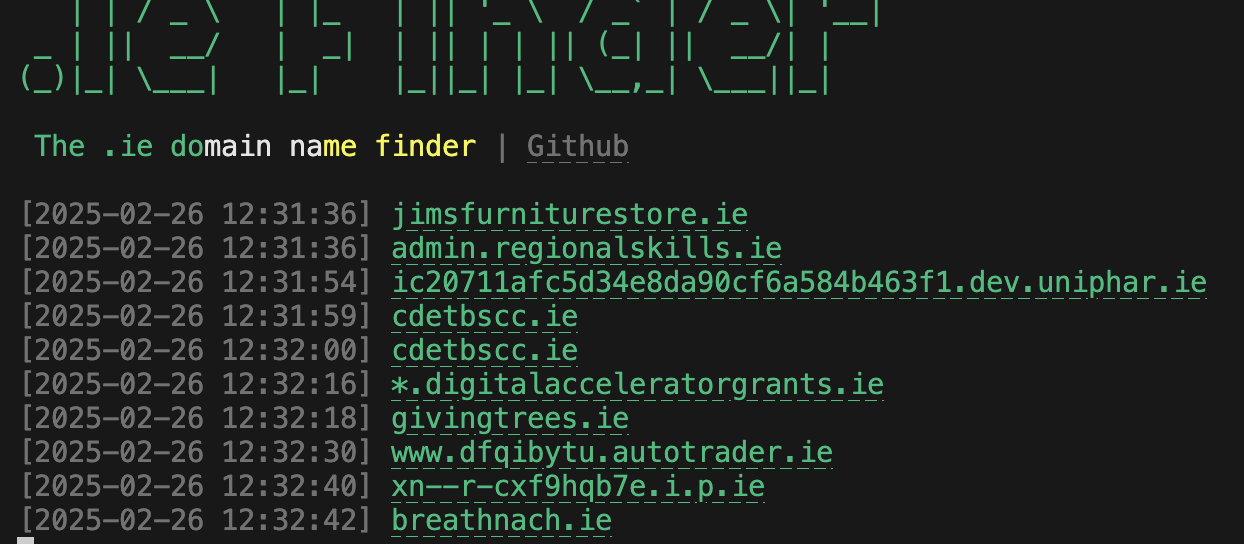 The .ie domain name finder | Github
[2025-02-26 12:31:36] jimsfurniturestore.ie
[2025-02-26 12:31:36] admin.regionalskills.ie
[2025-02-26 12:31:54] ic20711afc5d34e8da90cf6a584b463f1.dev.uniphar.ie
[2025-02-26 12:31:59] cdetbscc.ie
[2025-02-26 12:32:00] cdetbscc.ie
[2025-02-26 12:32:16] *.digitalacceleratorgrants.ie
[2025-02-26 12:32:18] givingtrees.ie
[2025-02-26 12:32:30] www.dfqibytu.autotrader.ie
[2025-02-26 12:32:40] xn--r-cxf9hqb7e.i.p.ie
[2025-02-26 12:32:42] breathnach.ie